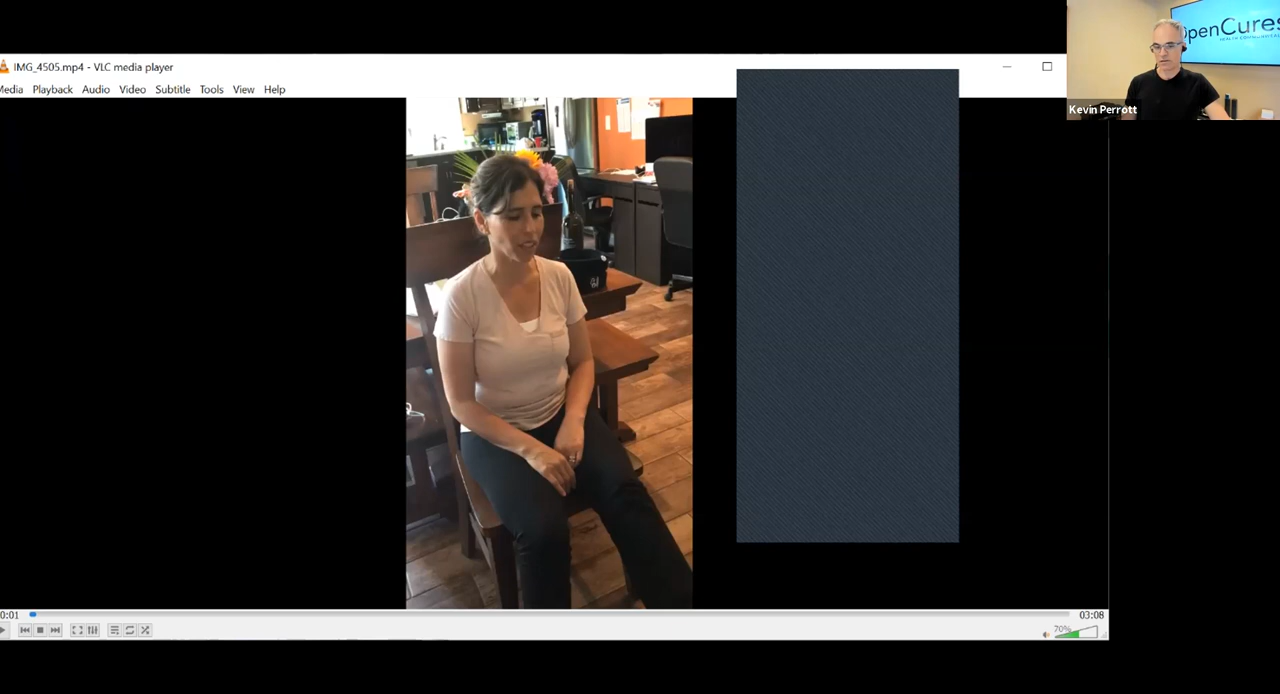 IMG_4505.mp4 - VLC media player
Media Playback Audio Video Subtitle Tools View Help
OpenCures
Kevin Perrott
0:01
03:08
70%